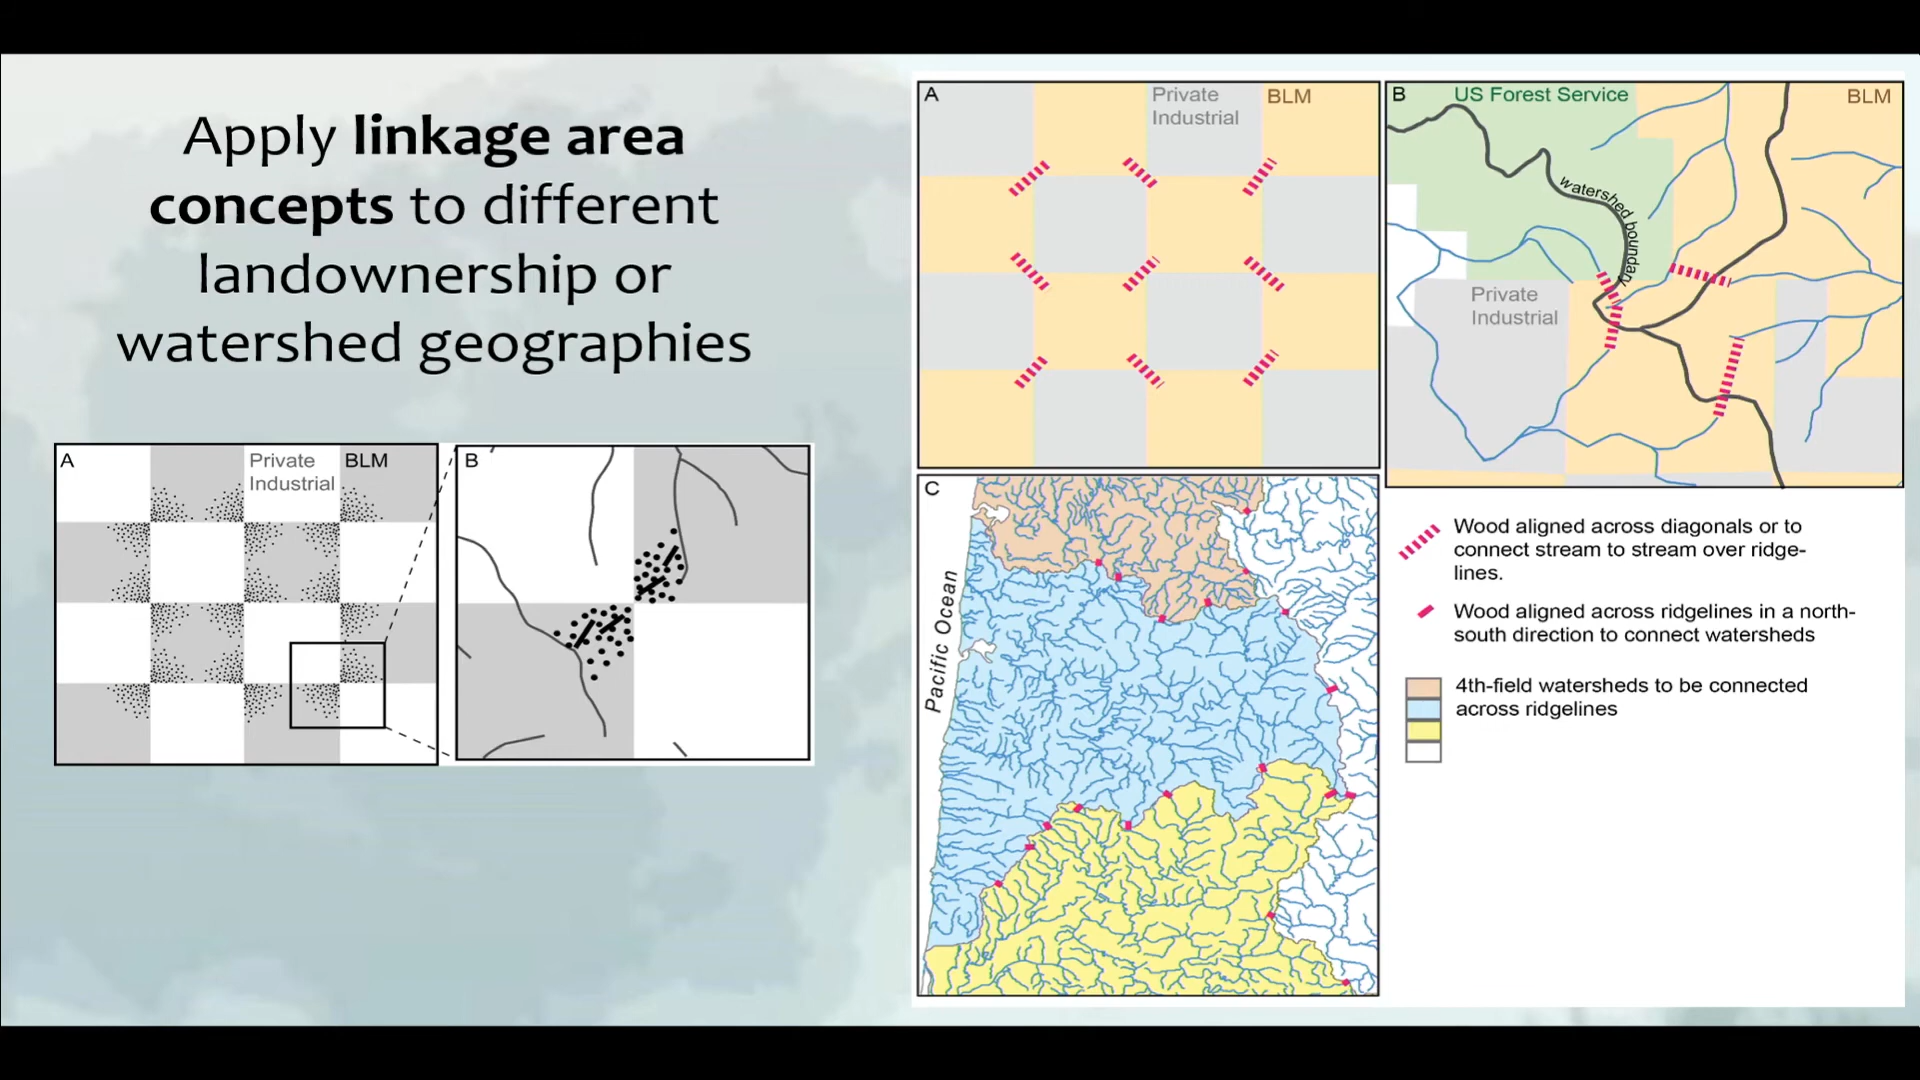 Apply linkage area
concepts to different
landownership or
watershed geographies
A
Private
Industrial
BLM
B
A
Private
Industrial
BLM
B
US Forest Service
BLM
watershed boundary
Private
Industrial
C
Pacific Ocean
Wood aligned across diagonals or to
connect stream to stream over ridge-
lines.
Wood aligned across ridgelines in a north-
south direction to connect watersheds
4th-field watersheds to be connected
across ridgelines